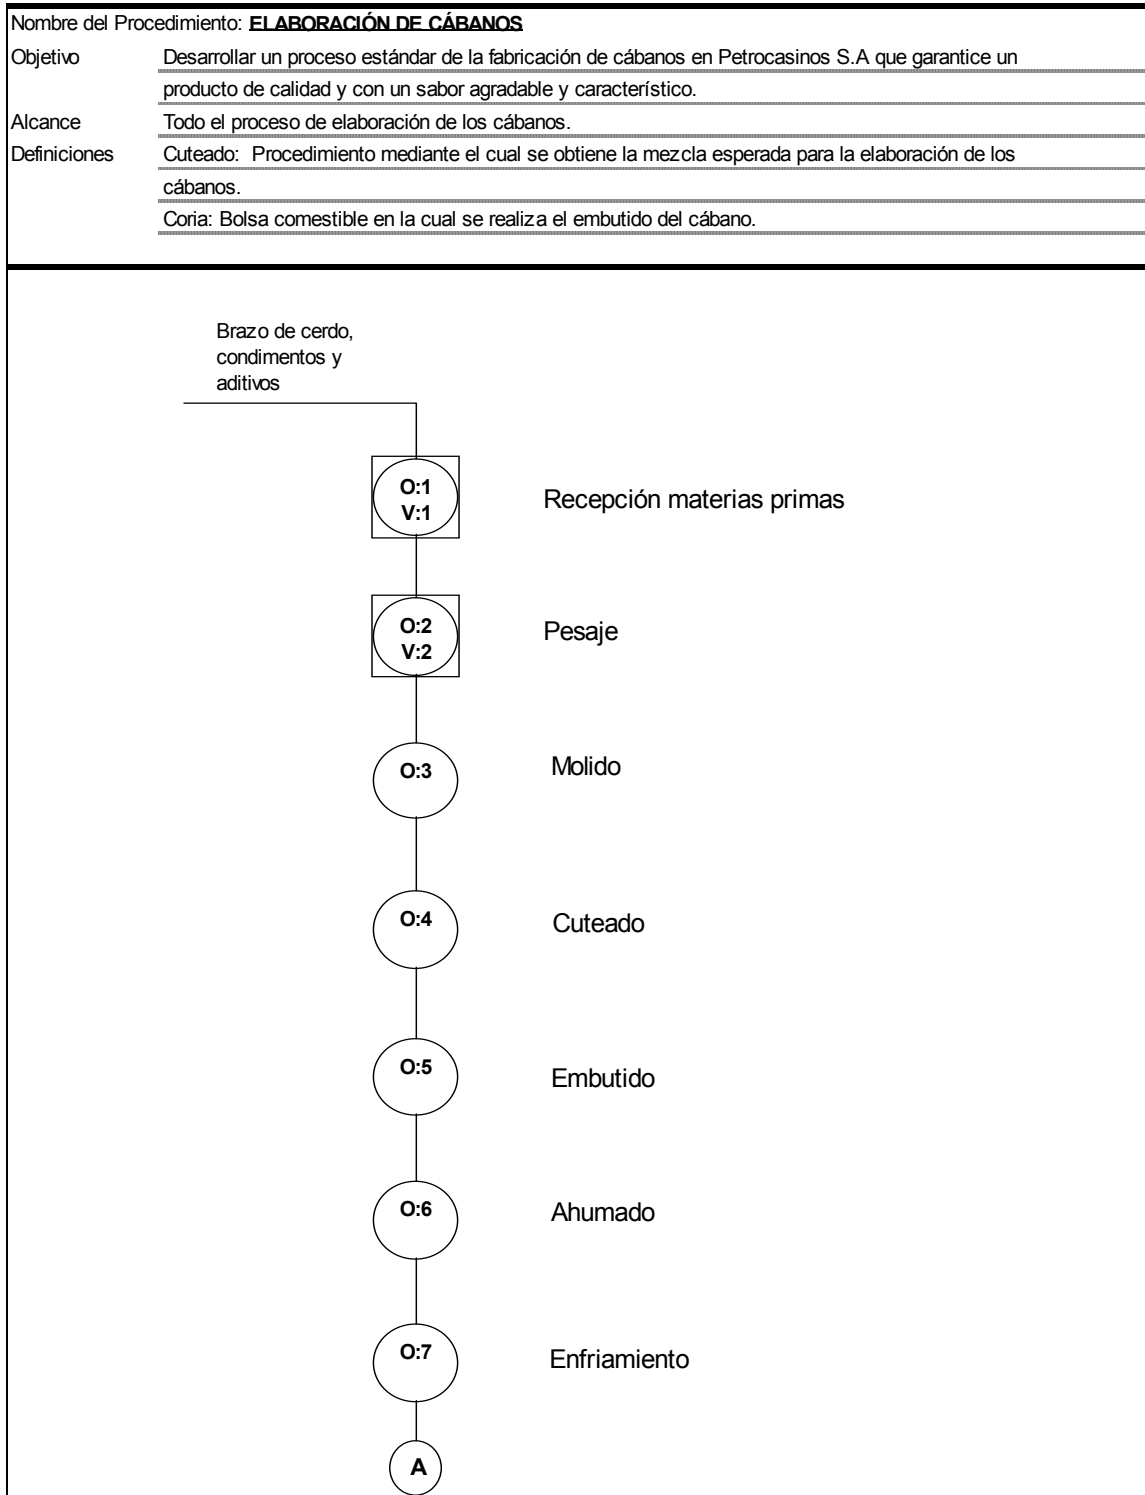 Nombre del Procedimiento: ELABORACIÓN DE CÁBANOS
Objetivo Desarrollar un proceso estándar de la fabricación de cábanos en Petrocasinos S.A que garantice un
producto de calidad y con un sabor agradable y característico.
Alcance Todo el proceso de elaboración de los cábanos.
Definiciones Cuteado: Procedimiento mediante el cual se obtiene la mezcla esperada para la elaboración de los
cábanos.
Coria: Bolsa comestible en la cual se realiza el embutido del cábano.
Brazo de cerdo,
condimentos y
aditivos
O:1
V:1
Recepción materias primas
O:2
V:2
Pesaje
O:3
Molido
O:4
Cuteado
O:5
Embutido
O:6
Ahumado
O:7
Enfriamiento
A